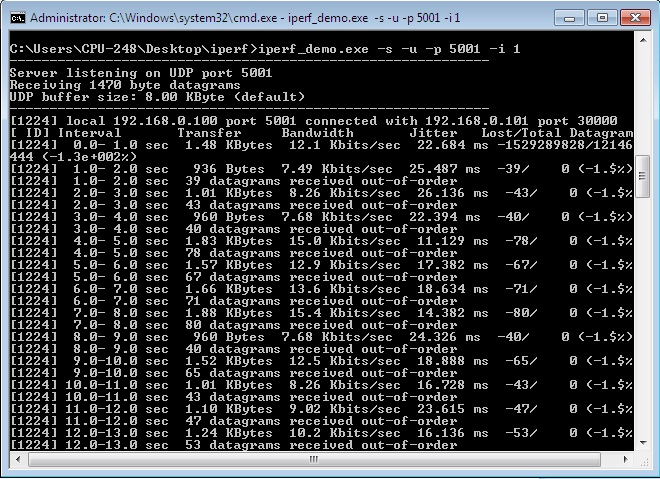 Administrator: C:\Windows\system32\cmd.exe - iperf_demo.exe -s -u -p 5001 -i 1
C:\Users\CPU-248\Desktop\iperf>iperf_demo.exe -s -u -p 5001 -i 1
------------------------------------------------------------
Server listening on UDP port 5001
Receiving 1470 byte datagrams
UDP buffer size: 8.00 KByte (default)
------------------------------------------------------------
[1224] local 192.168.0.100 port 5001 connected with 192.168.0.101 port 30000
[ ID] Interval       Transfer     Bandwidth       Jitter   Lost/Total Datagram
[1224]  0.0- 1.0 sec  1.48 KBytes  12.1 Kbits/sec  22.684 ms -1529289828/12146
444 (-1.3e+002%)
[1224]  1.0- 2.0 sec   936 Bytes  7.49 Kbits/sec  25.487 ms  -39/    0 (-1.$%)
[1224]  1.0- 2.0 sec  39 datagrams received out-of-order
[1224]  2.0- 3.0 sec  1.01 KBytes  8.26 Kbits/sec  26.136 ms  -43/    0 (-1.$%
[1224]  2.0- 3.0 sec  43 datagrams received out-of-order
[1224]  3.0- 4.0 sec   960 Bytes  7.68 Kbits/sec  22.394 ms  -40/    0 (-1.$%)
[1224]  3.0- 4.0 sec  40 datagrams received out-of-order
[1224]  4.0- 5.0 sec  1.83 KBytes  15.0 Kbits/sec  11.129 ms  -78/    0 (-1.$%
[1224]  4.0- 5.0 sec  78 datagrams received out-of-order
[1224]  5.0- 6.0 sec  1.57 KBytes  12.9 Kbits/sec  17.382 ms  -67/    0 (-1.$%
[1224]  5.0- 6.0 sec  67 datagrams received out-of-order
[1224]  6.0- 7.0 sec  1.66 KBytes  13.6 Kbits/sec  18.634 ms  -71/    0 (-1.$%
[1224]  6.0- 7.0 sec  71 datagrams received out-of-order
[1224]  7.0- 8.0 sec  1.88 KBytes  15.4 Kbits/sec  14.382 ms  -80/    0 (-1.$%
[1224]  7.0- 8.0 sec  80 datagrams received out-of-order
[1224]  8.0- 9.0 sec   960 Bytes  7.68 Kbits/sec  24.326 ms  -40/    0 (-1.$%)
[1224]  8.0- 9.0 sec  40 datagrams received out-of-order
[1224]  9.0-10.0 sec  1.52 KBytes  12.5 Kbits/sec  18.888 ms  -65/    0 (-1.$%
[1224]  9.0-10.0 sec  65 datagrams received out-of-order
[1224] 10.0-11.0 sec  1.01 KBytes  8.26 Kbits/sec  16.728 ms  -43/    0 (-1.$%
[1224] 10.0-11.0 sec  43 datagrams received out-of-order
[1224] 11.0-12.0 sec  1.10 KBytes  9.02 Kbits/sec  23.615 ms  -47/    0 (-1.$%
[1224] 11.0-12.0 sec  47 datagrams received out-of-order
[1224] 12.0-13.0 sec  1.24 KBytes  10.2 Kbits/sec  16.136 ms  -53/    0 (-1.$%
[1224] 12.0-13.0 sec  53 datagrams received out-of-order